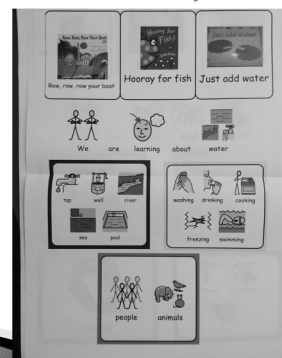 Row, Row, Row Your Boat
Hooray for Fish!
Just add water
Row, row, row your boat
Hooray for fish
Just add water
We are learning about water
tap well river
washing drinking cooking
sea pool
freezing swimming
people animals